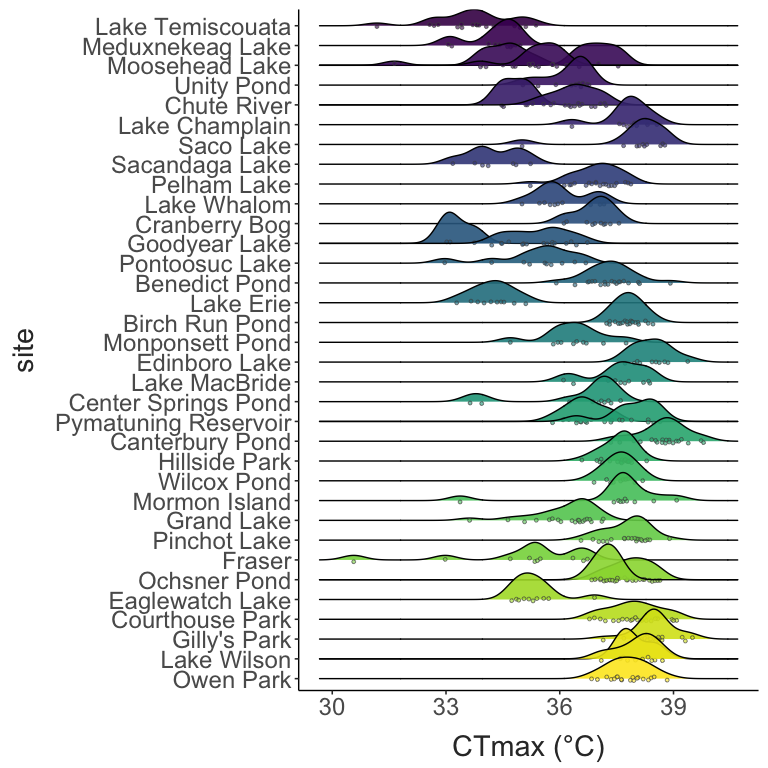 Lake Temiscouata
Meduxnekeag Lake
Moosehead Lake
Unity Pond
Chute River
Lake Champlain
Saco Lake
Sacandaga Lake
Pelham Lake
Lake Whalom
Cranberry Bog
Goodyear Lake
Pontoosuc Lake
Benedict Pond
Lake Erie
Birch Run Pond
Monponsett Pond
Edinboro Lake
Lake MacBride
Center Springs Pond
Pymatuning Reservoir
Canterbury Pond
Hillside Park
Wilcox Pond
Mormon Island
Grand Lake
Pinchot Lake
Fraser
Ochsner Pond
Eaglewatch Lake
Courthouse Park
Gilly's Park
Lake Wilson
Owen Park
site
30 33 36 39
CTmax (°C)